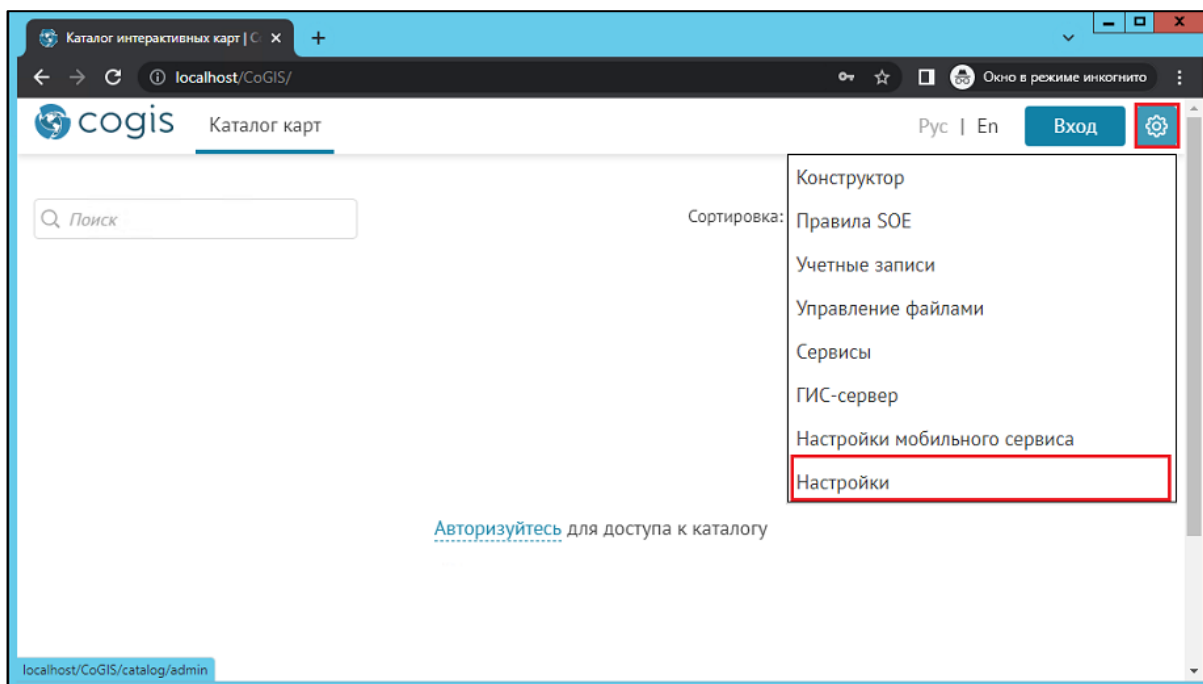 Каталог интерактивных карт | C
localhost/CoGIS/
Окно в режиме инкогнито
cogis
Каталог карт
Рус | En
Вход
Поиск
Сортировка:
Конструктор
Правила SOE
Учетные записи
Управление файлами
Сервисы
ГИС-сервер
Настройки мобильного сервиса
Настройки
Авторизуйтесь для доступа к каталогу
localhost/CoGIS/catalog/admin